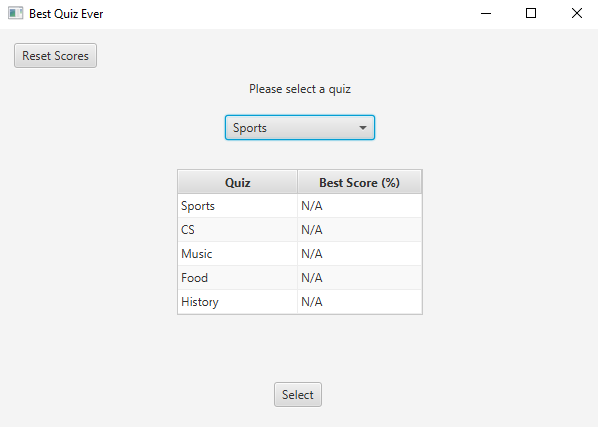 Best Quiz Ever
Reset Scores
Please select a quiz
Sports
Quiz Best Score (%)
Sports N/A
CS N/A
Music N/A
Food N/A
History N/A
Select